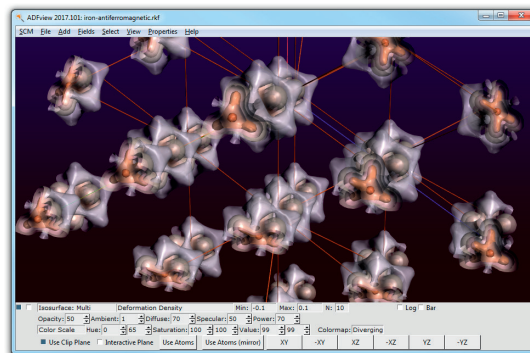 ADFview 2017.101: iron-antiferromagnetic.rkf
SCM File Add Fields Select View Properties Help
Isosurface: Multi Deformation Density Min: -0.1 Max: 0.1 N: 10 Log Bar
Opacity: 50 Ambient: 1 Diffuse: 70 Specular: 50 Power: 70
Color Scale Hue: 0 65 Saturation: 100 100 Value: 99 99 Colormap: Diverging
Use Clip Plane Interactive Plane Use Atoms Use Atoms (mirror) XY -XY XZ -XZ YZ -YZ